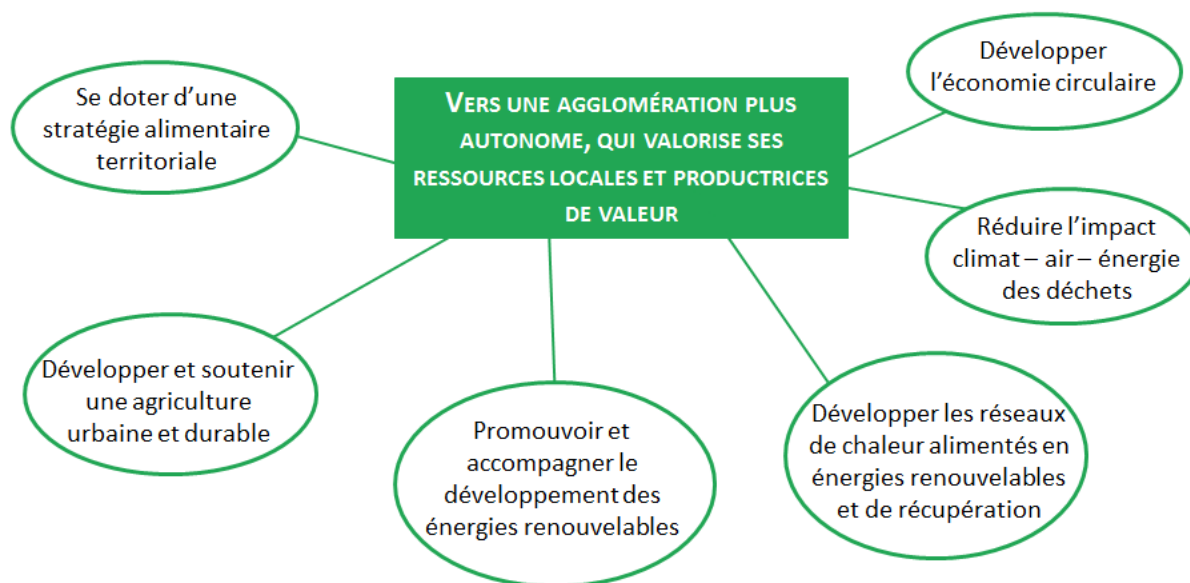 VERS UNE AGGLOMÉRATION PLUS
AUTONOME, QUI VALORISE SES
RESSOURCES LOCALES ET PRODUCTRICES
DE VALEUR
Se doter d'une
stratégie alimentaire
territoriale
Développer et soutenir
une agriculture
urbaine et durable
Promouvoir et
accompagner le
développement des
énergies renouvelables
Développer les réseaux
de chaleur alimentés en
énergies renouvelables
et de récupération
Réduire l'impact
climat – air – énergie
des déchets
Développer
l'économie circulaire